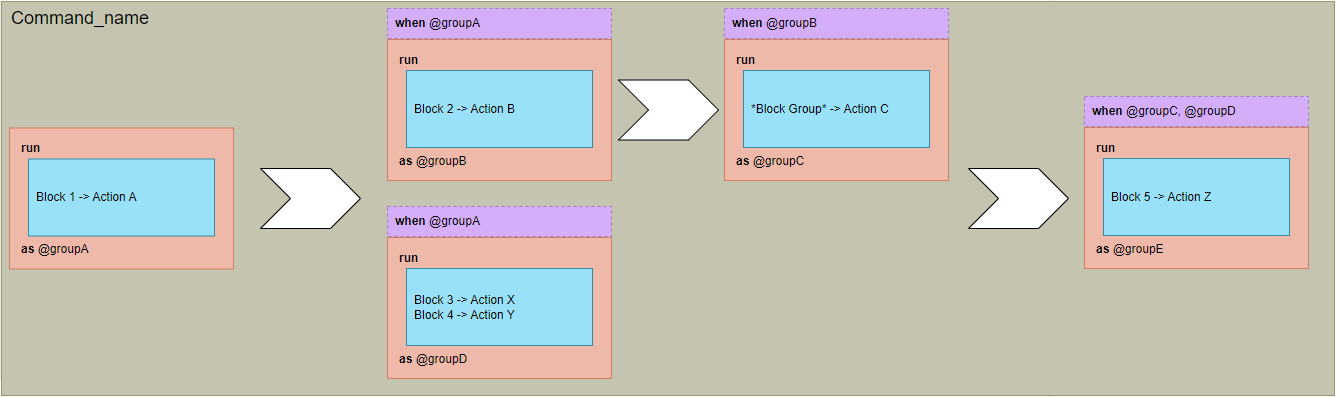 Command_name
run
Block 1 -> Action A
as @groupA
when @groupA
run
Block 2 -> Action B
as @groupB
when @groupA
run
Block 3 -> Action X
Block 4 -> Action Y
as @groupD
when @groupB
run
*Block Group* -> Action C
as @groupC
when @groupC, @groupD
run
Block 5 -> Action Z
as @groupE